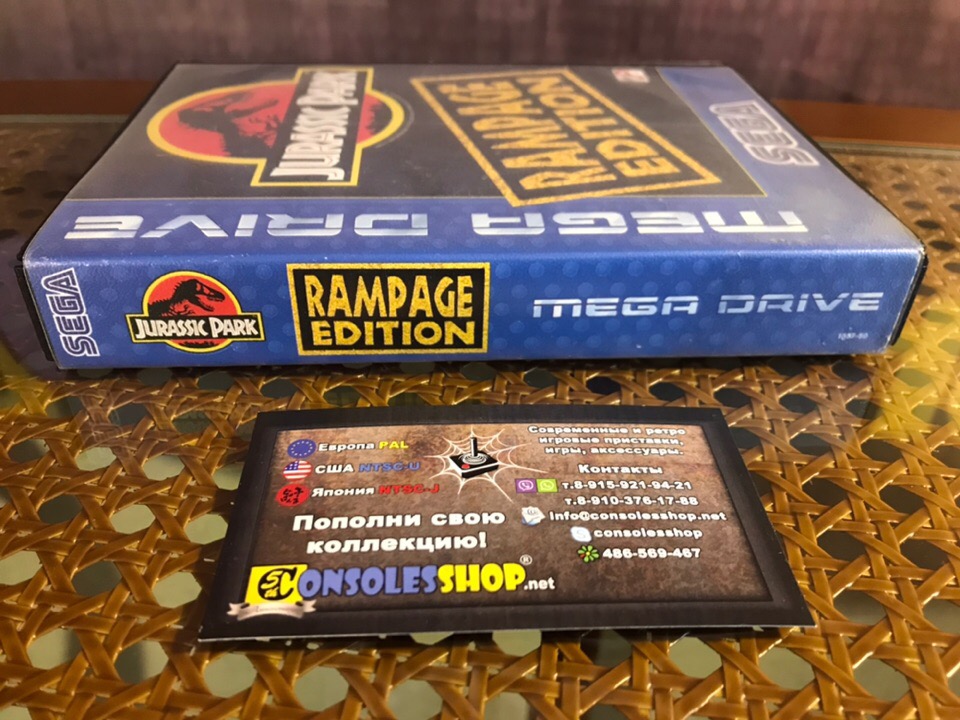 JURASSIC PARK
RAMPAGE
EDITION
SEGA
MEGA DRIVE
SEGA
JURASSIC PARK
RAMPAGE
EDITION
MEGA DRIVE
Европа PAL
США NTSC-U
Япония NTSC-J
Пополни свою
коллекцию!
CONSOLESSHOP.net
®
Современные и ретро
игровые приставки,
игры, аксессуары.
Контакты
т.8-915-921-94-21
т.8-910-376-17-88
info@consolesshop.net
consolesshop
486-569-467